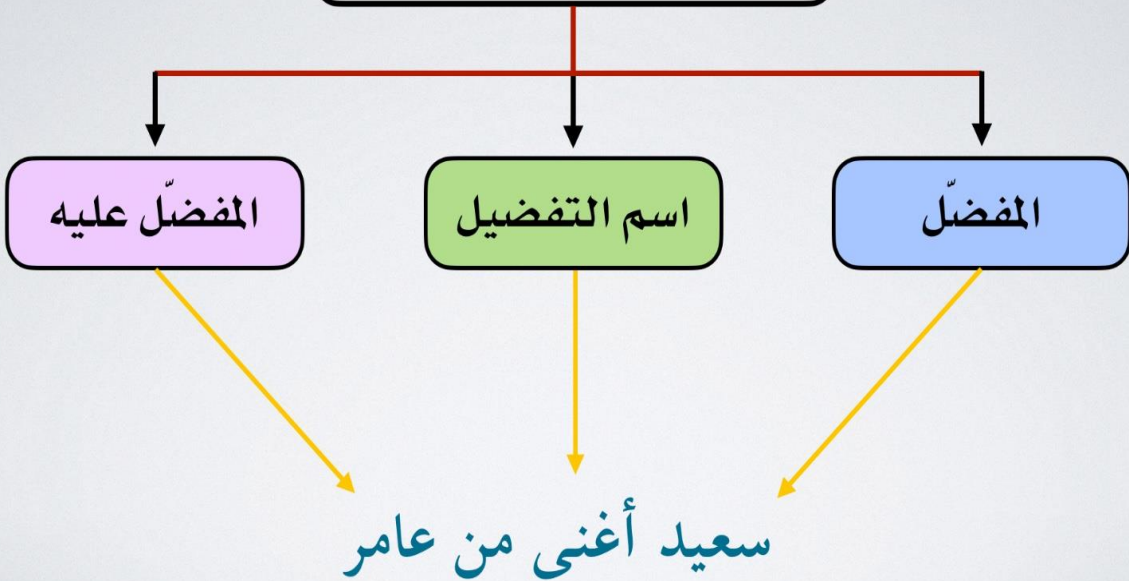 المفضّل
اسم التفضيل
المفضّل عليه
سعيد أغنى من عامر